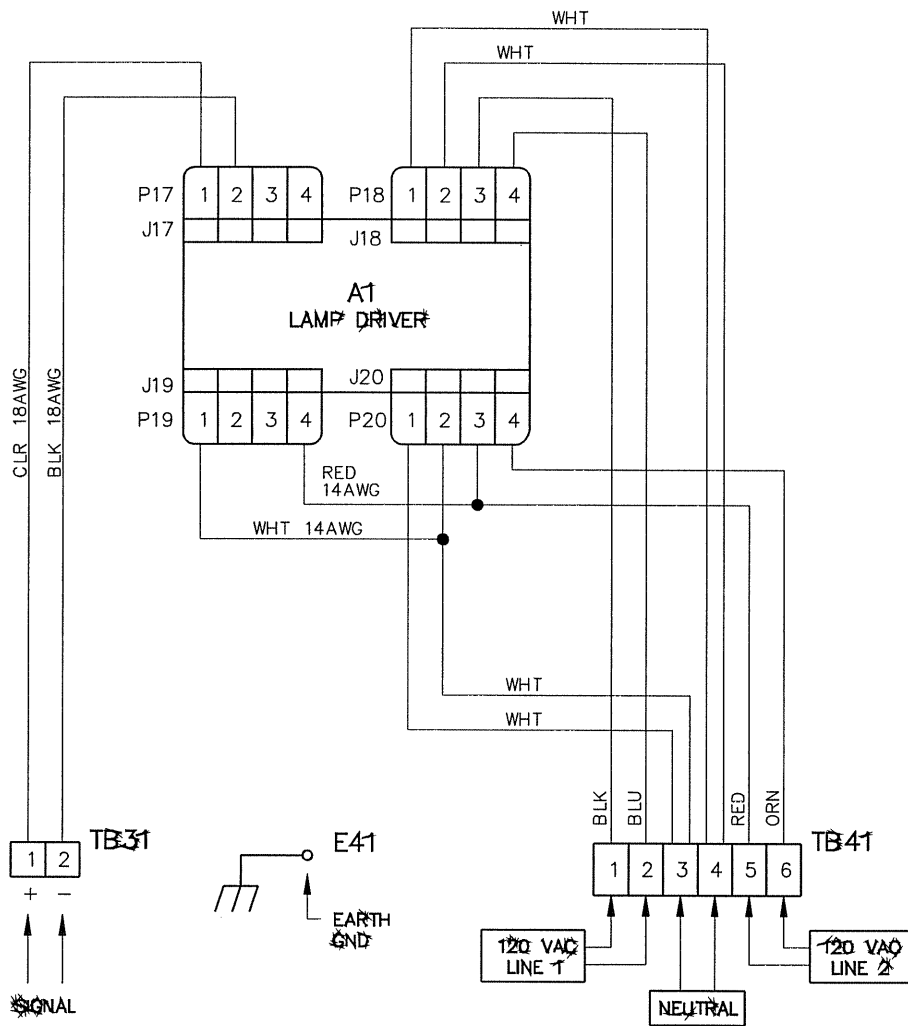 WHT
WHT
P17 1 2 3 4
P18 1 2 3 4
J17
J18
A1
LAMP DRIVER
J19
J20
P19 1 2 3 4
P20 1 2 3 4
CLR 18AWG
BLK 18AWG
RED
14AWG
WHT 14AWG
WHT
WHT
BLK
BLU
RED
ORN
TB31
1 2
+ −
SIGNAL
E41
EARTH
GND
TB41
1 2 3 4 5 6
120 VAC
LINE 1
NEUTRAL
120 VAC
LINE 2